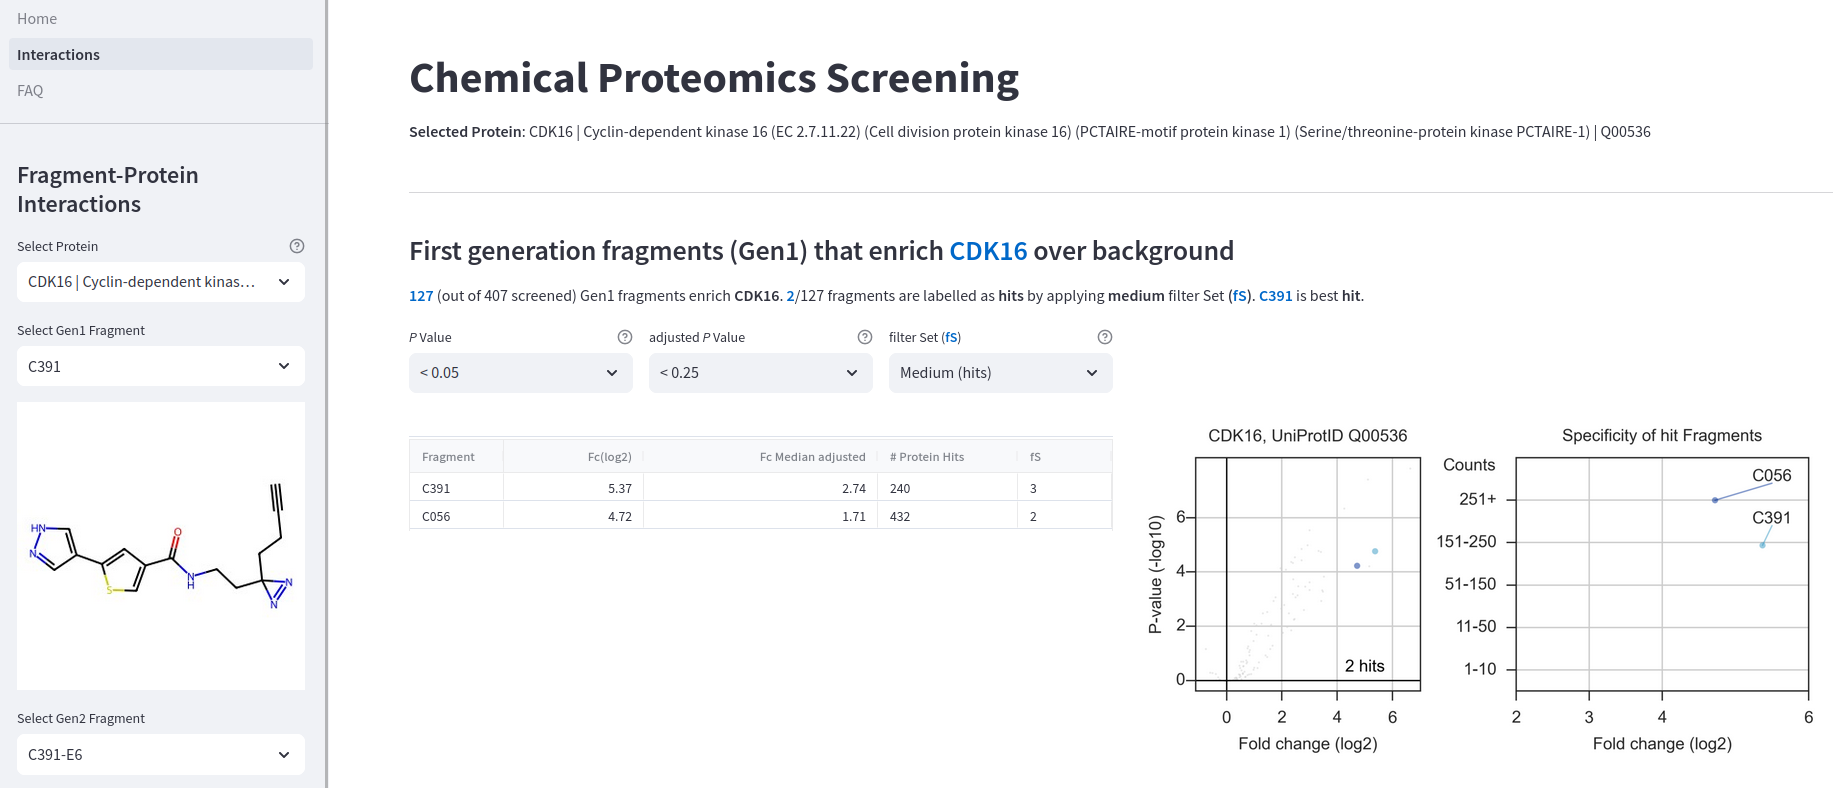 Home
Interactions
FAQ
Fragment-Protein
Interactions
Select Protein
CDK16 | Cyclin-dependent kinas…
Select Gen1 Fragment
C391
HN
N
S
O
N
H
N
N
Select Gen2 Fragment
C391-E6
Chemical Proteomics Screening
Selected Protein: CDK16 | Cyclin-dependent kinase 16 (EC 2.7.11.22) (Cell division protein kinase 16) (PCTAIRE-motif protein kinase 1) (Serine/threonine-protein kinase PCTAIRE-1) | Q00536
First generation fragments (Gen1) that enrich CDK16 over background
127 (out of 407 screened) Gen1 fragments enrich CDK16. 2/127 fragments are labelled as hits by applying medium filter Set (fS). C391 is best hit.
P Value adjusted P Value filter Set (fS)
< 0.05 < 0.25 Medium (hits)
Fragment Fc(log2) Fc Median adjusted # Protein Hits fS
C391 5.37 2.74 240 3
C056 4.72 1.71 432 2
CDK16, UniProtID Q00536
P-value (-log10)
6
4
2
0
2 hits
0 2 4 6
Fold change (log2)
Specificity of hit Fragments
Counts
251+
151-250
51-150
11-50
1-10
C056
C391
2 3 4 6
Fold change (log2)